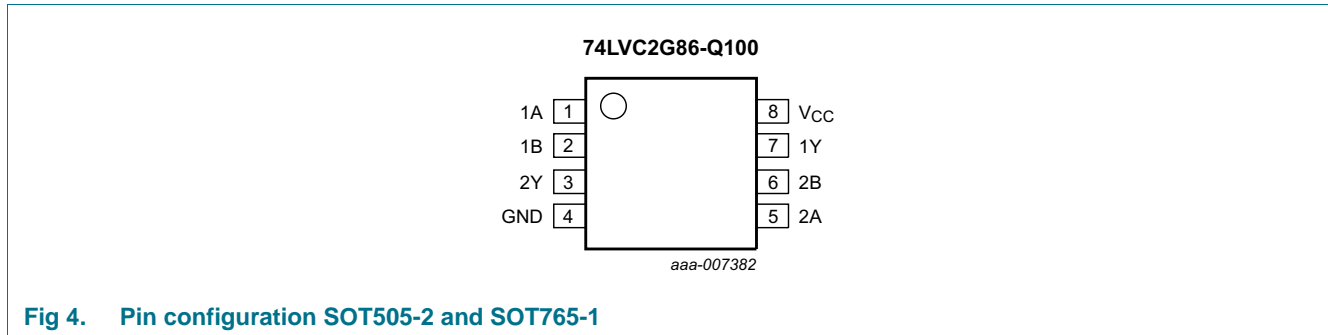 74LVC2G86-Q100
1A 1 8 VCC
1B 2 7 1Y
2Y 3 6 2B
GND 4 5 2A
aaa-007382
Fig 4. Pin configuration SOT505-2 and SOT765-1